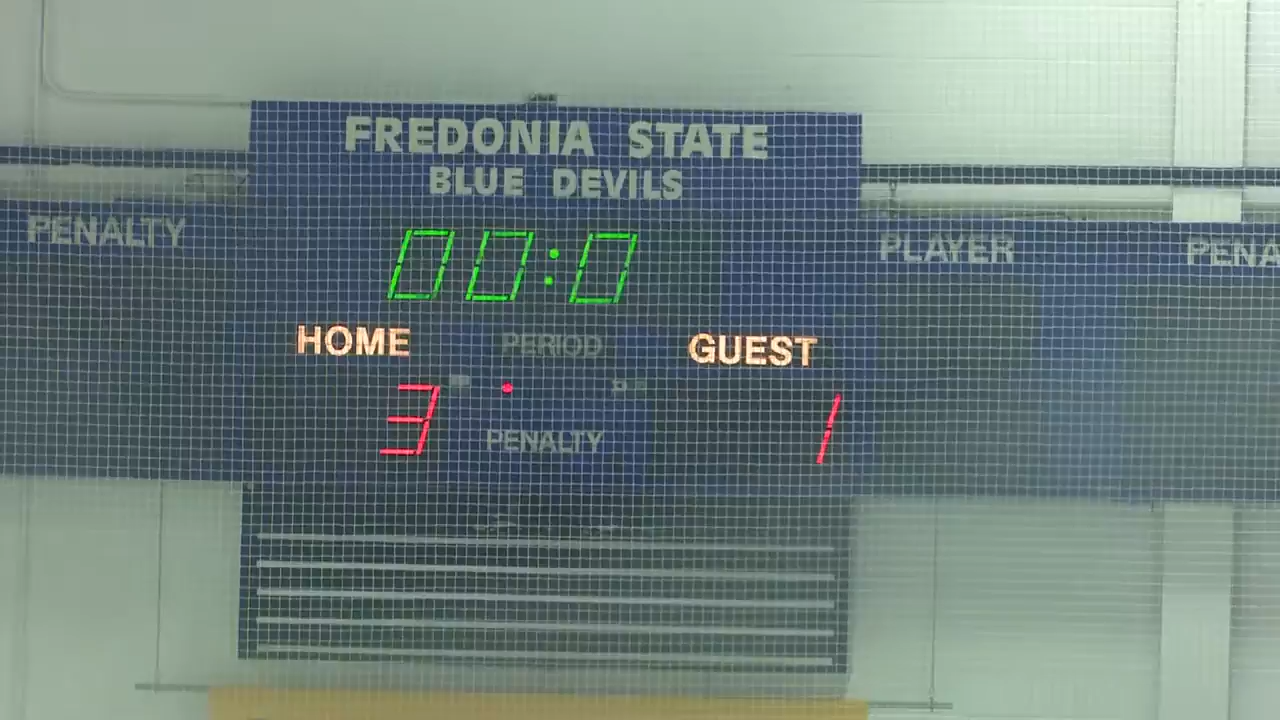 FREDONIA STATE
BLUE DEVILS
PENALTY
PLAYER
PENA
00:0
HOME
PERIOD
GUEST
3
1
PENALTY